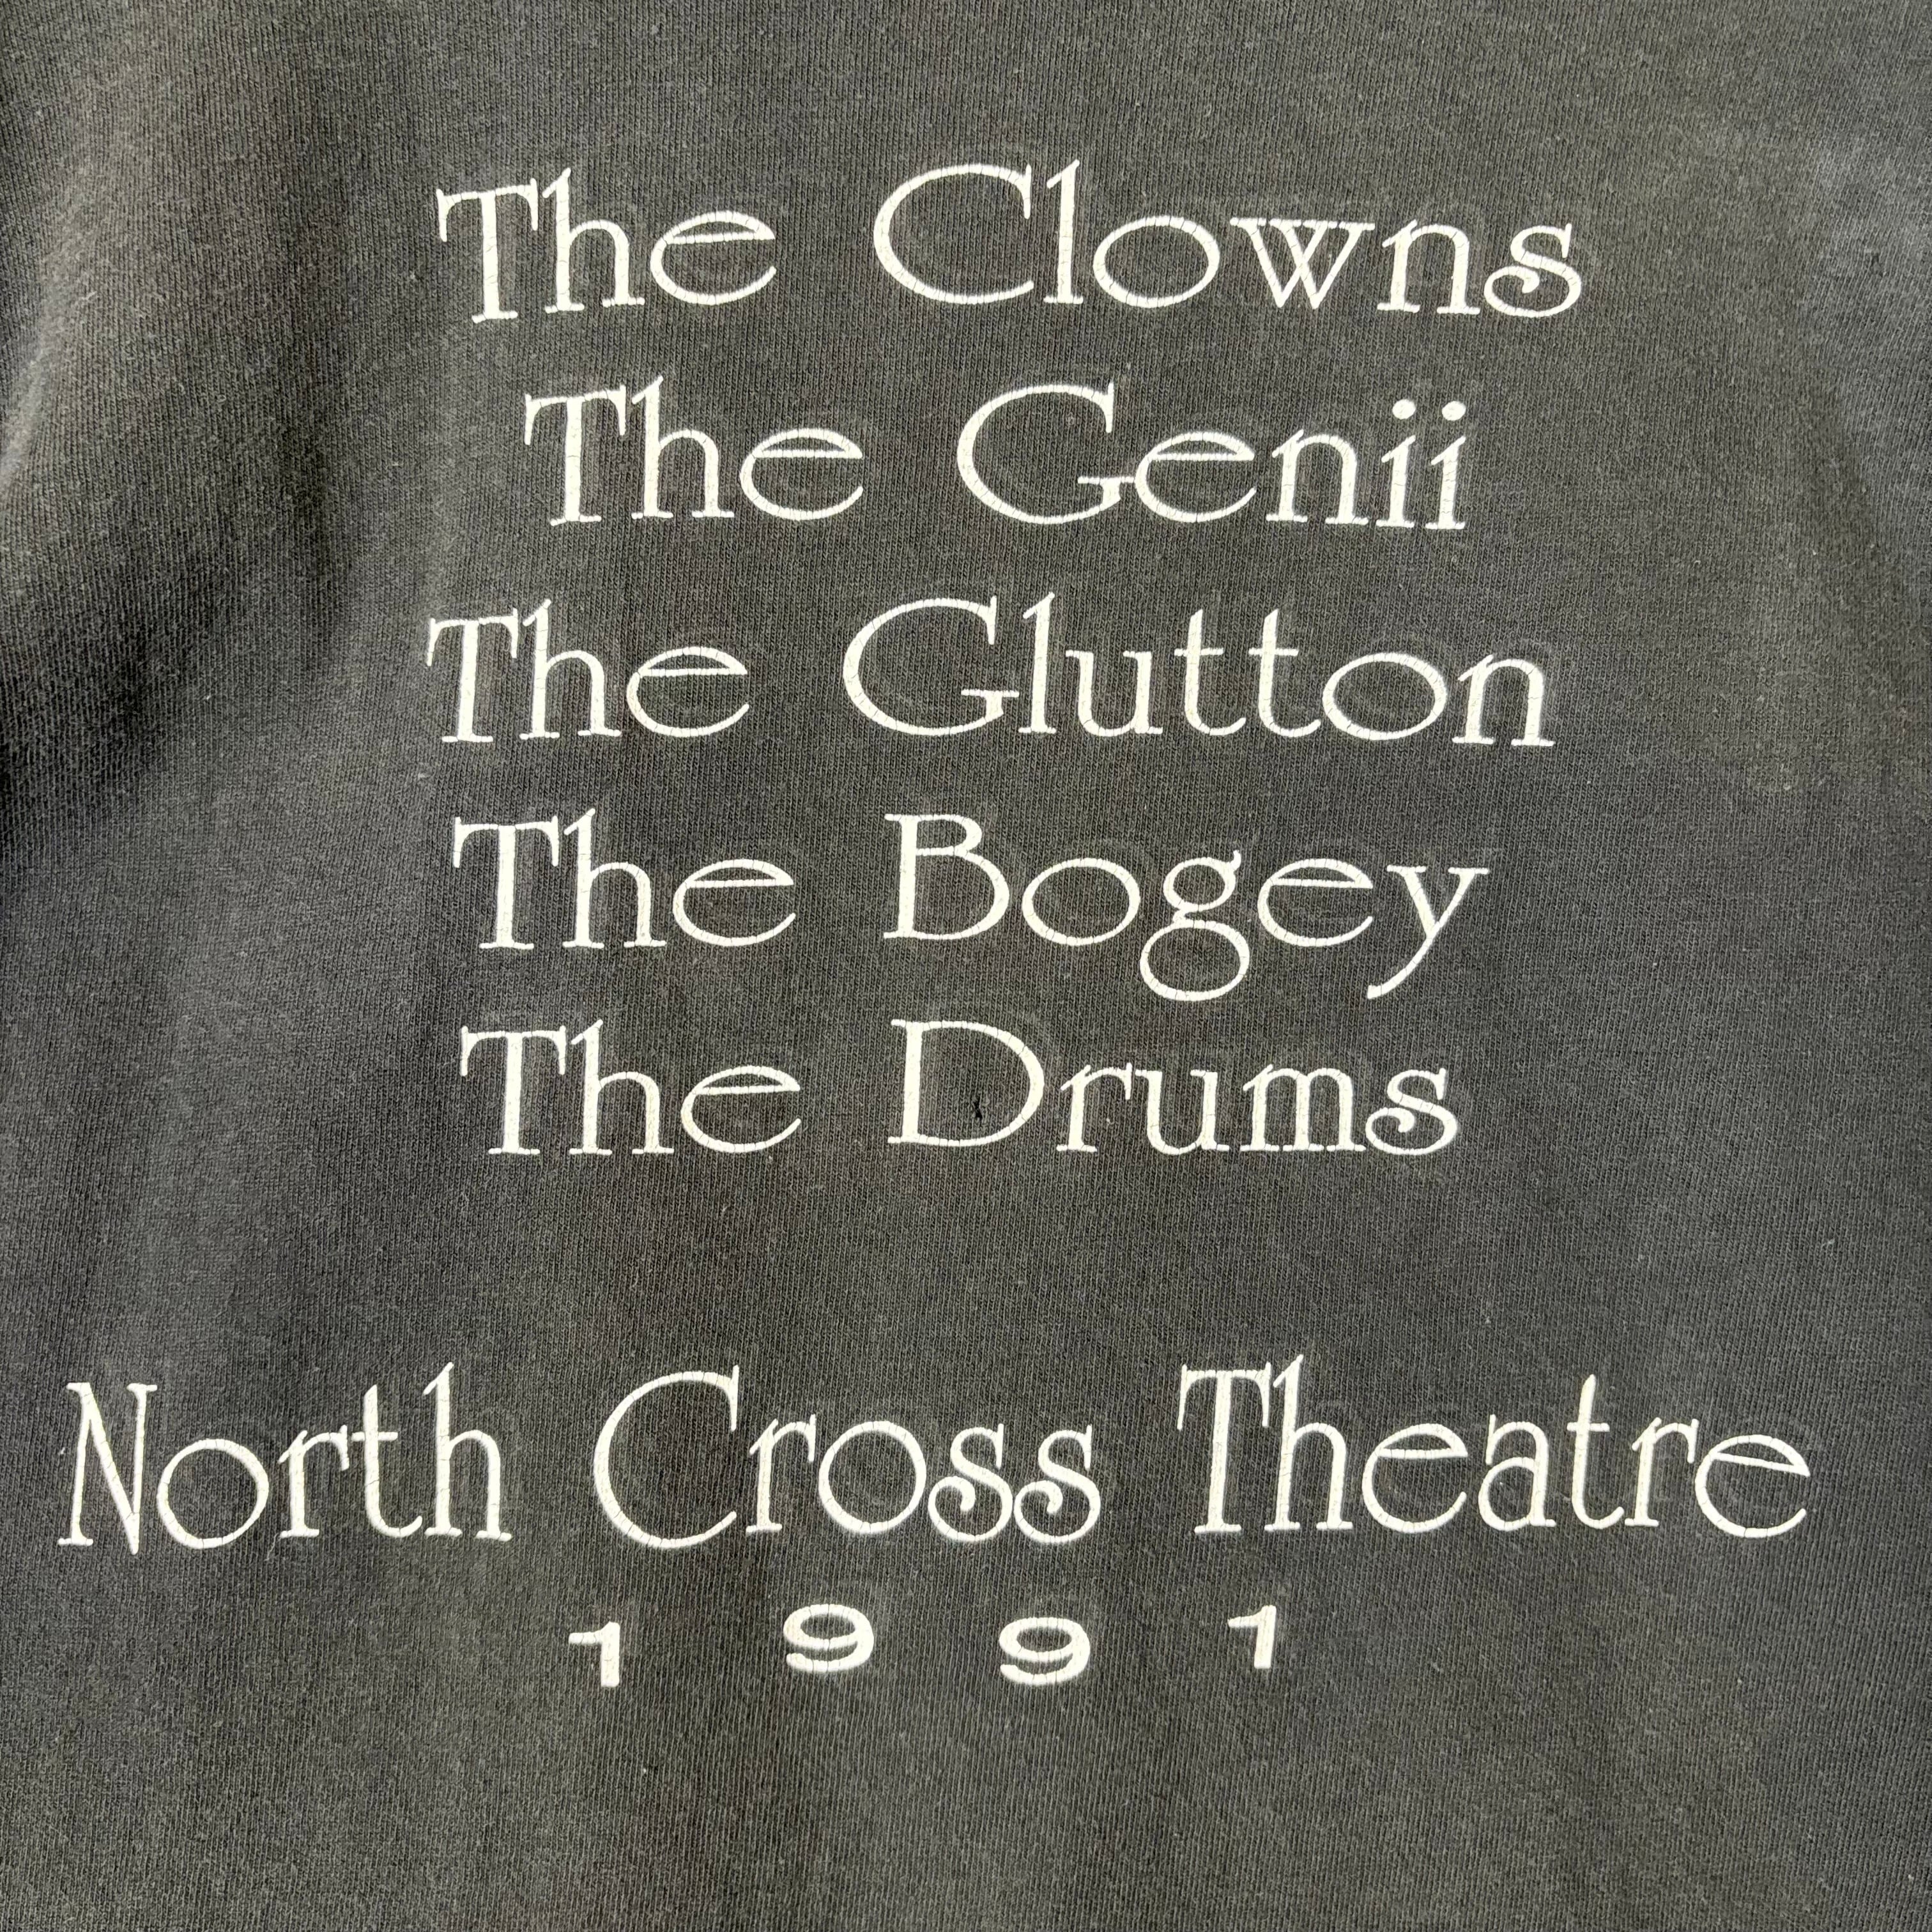 The Clowns
The Genii
The Glutton
The Bogey
The Drums
North Cross Theatre
1991